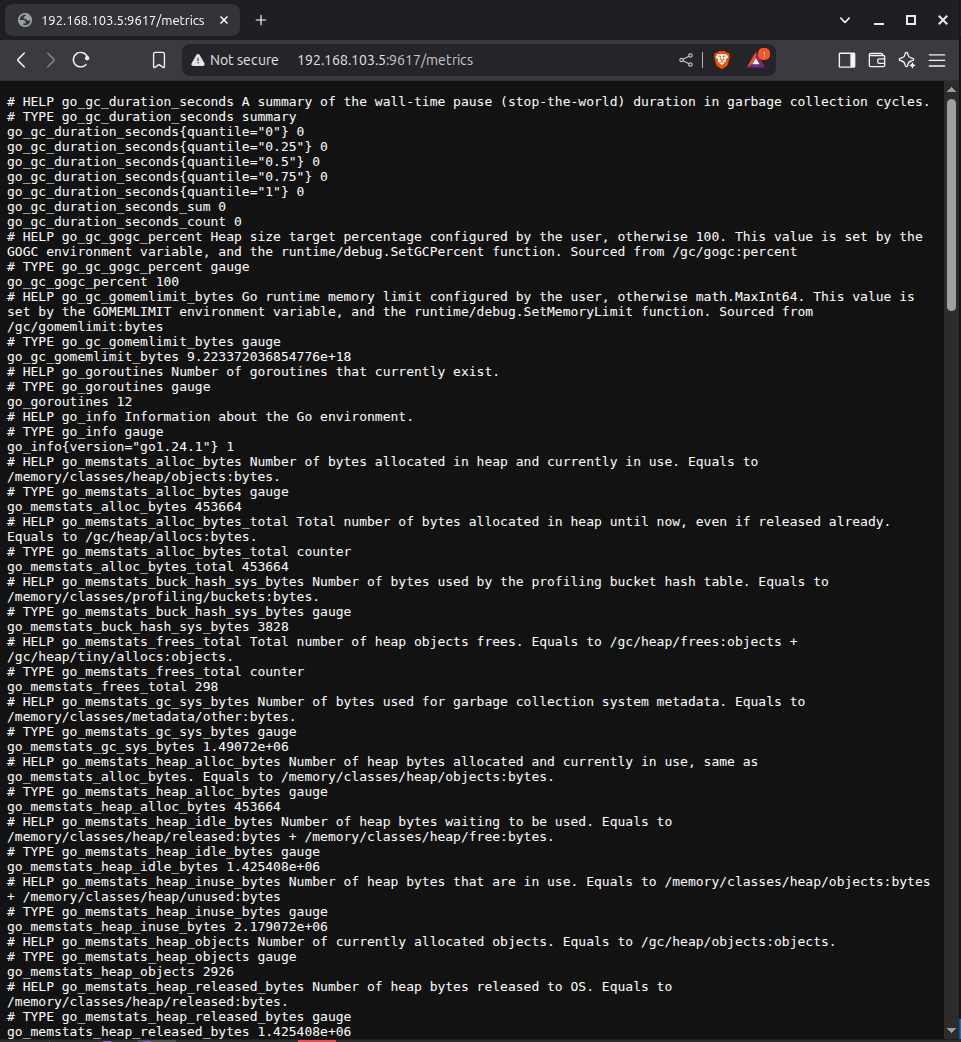 192.168.103.5:9617/metrics
Not secure 192.168.103.5:9617/metrics 1
# HELP go_gc_duration_seconds A summary of the wall-time pause (stop-the-world) duration in garbage collection cycles.
# TYPE go_gc_duration_seconds summary
go_gc_duration_seconds{quantile="0"} 0
go_gc_duration_seconds{quantile="0.25"} 0
go_gc_duration_seconds{quantile="0.5"} 0
go_gc_duration_seconds{quantile="0.75"} 0
go_gc_duration_seconds{quantile="1"} 0
go_gc_duration_seconds_sum 0
go_gc_duration_seconds_count 0
# HELP go_gc_gogc_percent Heap size target percentage configured by the user, otherwise 100. This value is set by the
GOGC environment variable, and the runtime/debug.SetGCPercent function. Sourced from /gc/gogc:percent
# TYPE go_gc_gogc_percent gauge
go_gc_gogc_percent 100
# HELP go_gc_gomemlimit_bytes Go runtime memory limit configured by the user, otherwise math.MaxInt64. This value is
set by the GOMEMLIMIT environment variable, and the runtime/debug.SetMemoryLimit function. Sourced from
/gc/gomemlimit:bytes
# TYPE go_gc_gomemlimit_bytes gauge
go_gc_gomemlimit_bytes 9.223372036854776e+18
# HELP go_goroutines Number of goroutines that currently exist.
# TYPE go_goroutines gauge
go_goroutines 12
# HELP go_info Information about the Go environment.
# TYPE go_info gauge
go_info{version="go1.24.1"} 1
# HELP go_memstats_alloc_bytes Number of bytes allocated in heap and currently in use. Equals to
/memory/classes/heap/objects:bytes.
# TYPE go_memstats_alloc_bytes gauge
go_memstats_alloc_bytes 453664
# HELP go_memstats_alloc_bytes_total Total number of bytes allocated in heap until now, even if released already.
Equals to /gc/heap/allocs:bytes.
# TYPE go_memstats_alloc_bytes_total counter
go_memstats_alloc_bytes_total 453664
# HELP go_memstats_buck_hash_sys_bytes Number of bytes used by the profiling bucket hash table. Equals to
/memory/classes/profiling/buckets:bytes.
# TYPE go_memstats_buck_hash_sys_bytes gauge
go_memstats_buck_hash_sys_bytes 3828
# HELP go_memstats_frees_total Total number of heap objects frees. Equals to /gc/heap/frees:objects +
/gc/heap/tiny/allocs:objects.
# TYPE go_memstats_frees_total counter
go_memstats_frees_total 298
# HELP go_memstats_gc_sys_bytes Number of bytes used for garbage collection system metadata. Equals to
/memory/classes/metadata/other:bytes.
# TYPE go_memstats_gc_sys_bytes gauge
go_memstats_gc_sys_bytes 1.49072e+06
# HELP go_memstats_heap_alloc_bytes Number of heap bytes allocated and currently in use, same as
go_memstats_alloc_bytes. Equals to /memory/classes/heap/objects:bytes.
# TYPE go_memstats_heap_alloc_bytes gauge
go_memstats_heap_alloc_bytes 453664
# HELP go_memstats_heap_idle_bytes Number of heap bytes waiting to be used. Equals to
/memory/classes/heap/released:bytes + /memory/classes/heap/free:bytes.
# TYPE go_memstats_heap_idle_bytes gauge
go_memstats_heap_idle_bytes 1.425408e+06
# HELP go_memstats_heap_inuse_bytes Number of heap bytes that are in use. Equals to /memory/classes/heap/objects:bytes
+ /memory/classes/heap/unused:bytes
# TYPE go_memstats_heap_inuse_bytes gauge
go_memstats_heap_inuse_bytes 2.179072e+06
# HELP go_memstats_heap_objects Number of currently allocated objects. Equals to /gc/heap/objects:objects.
# TYPE go_memstats_heap_objects gauge
go_memstats_heap_objects 2926
# HELP go_memstats_heap_released_bytes Number of heap bytes released to OS. Equals to
/memory/classes/heap/released:bytes.
# TYPE go_memstats_heap_released_bytes gauge
go_memstats_heap_released_bytes 1.425408e+06